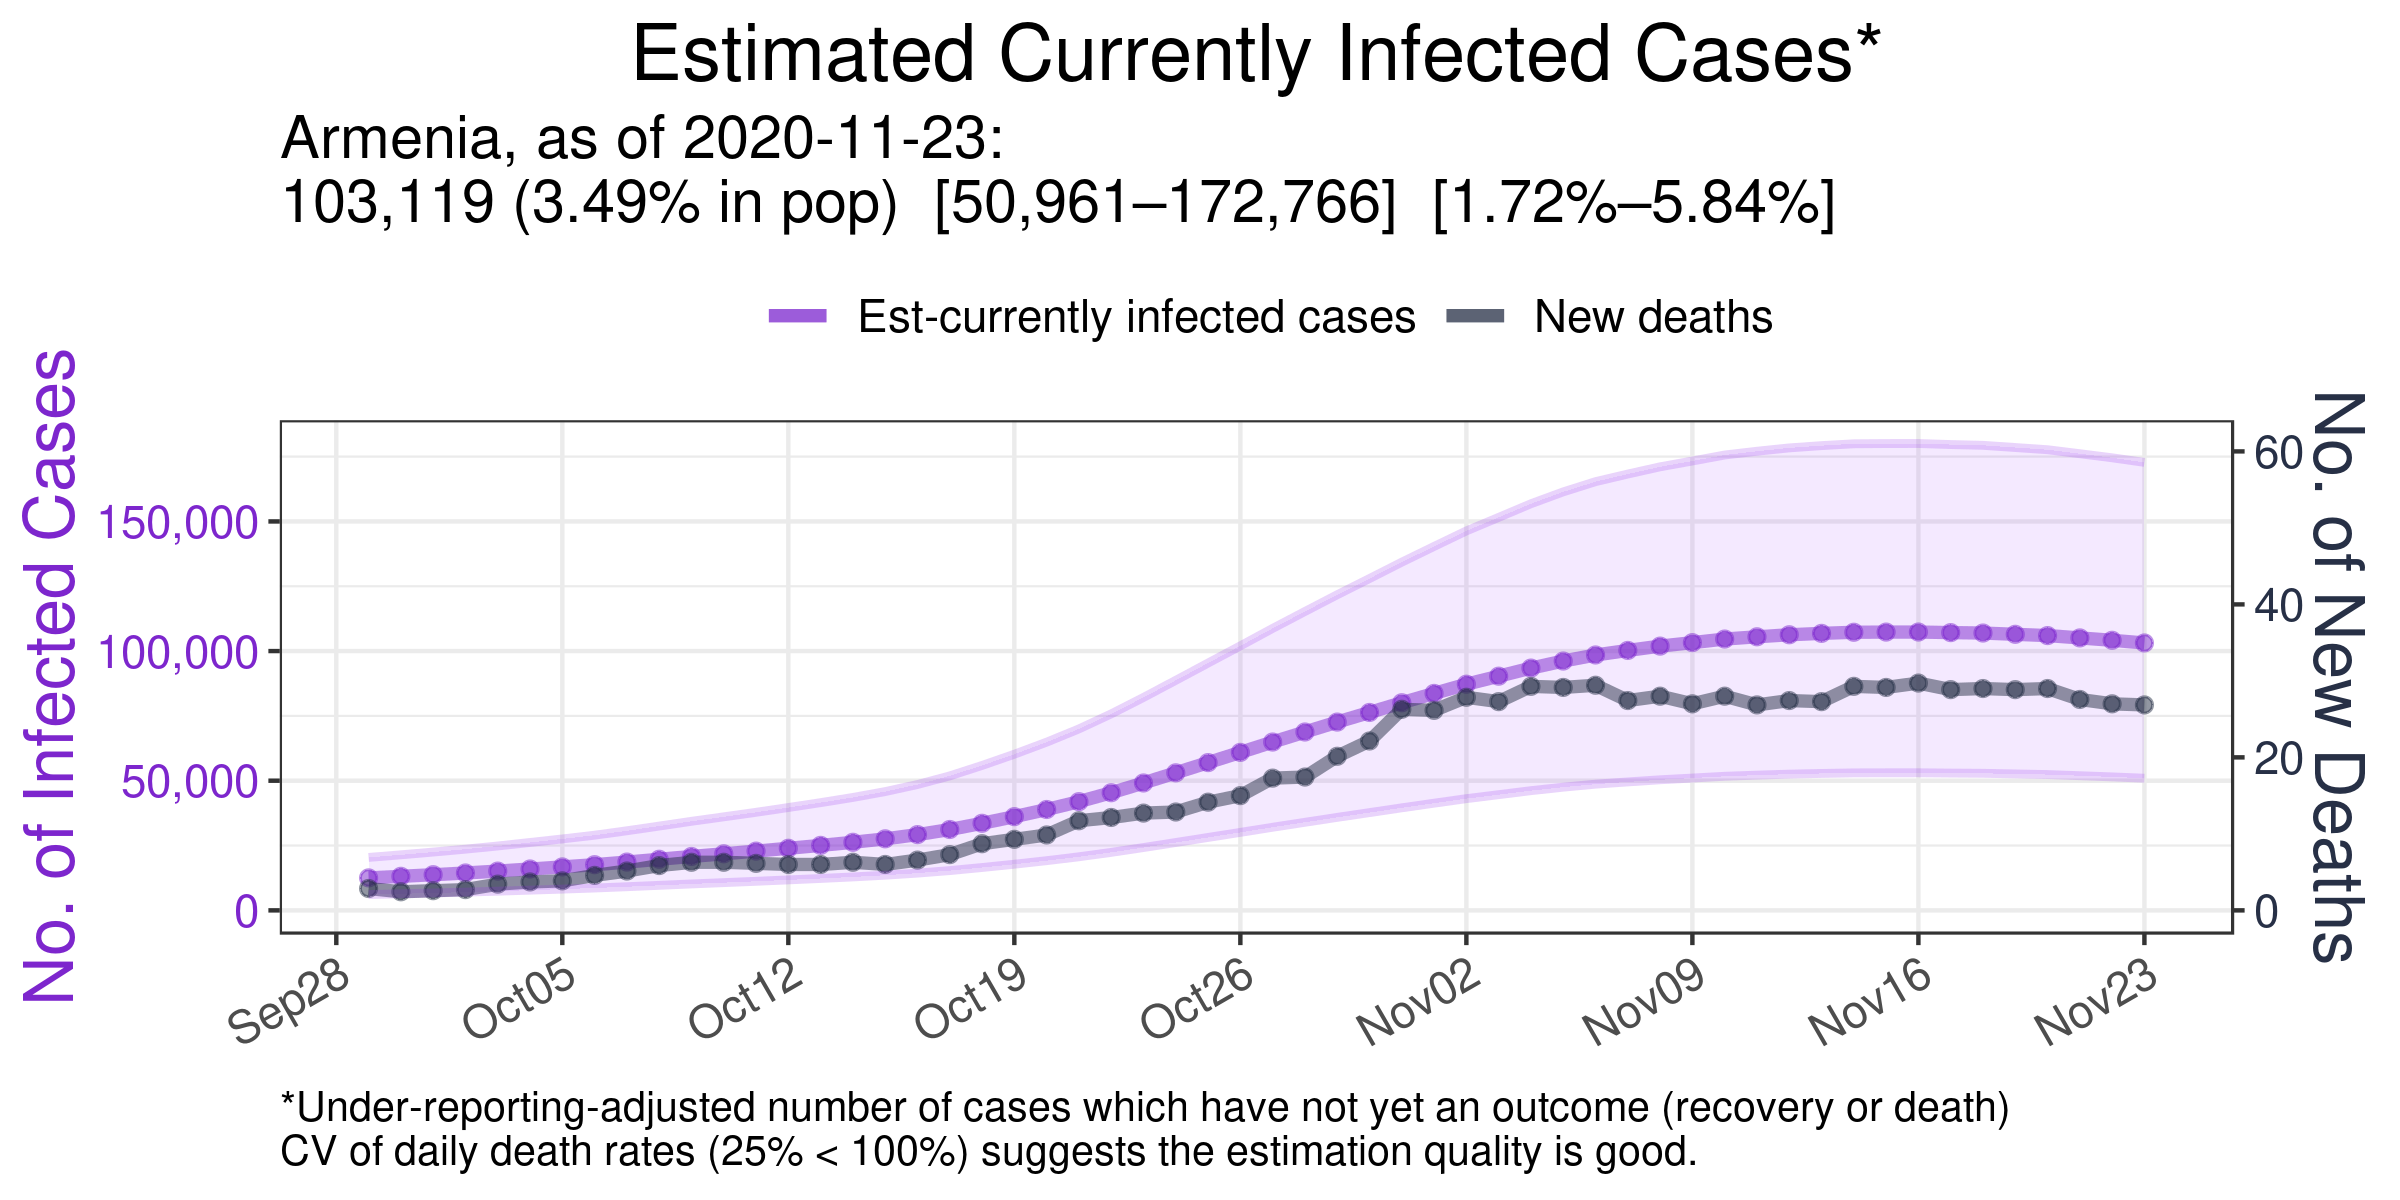 Estimated Currently Infected Cases*
Armenia, as of 2020-11-23:
103,119 (3.49% in pop)  [50,961–172,766]  [1.72%–5.84%]
Est-currently infected cases
New deaths
No. of Infected Cases
150,000
100,000
50,000
0
60
40
20
0
No. of New Deaths
Sep28
Oct05
Oct12
Oct19
Oct26
Nov02
Nov09
Nov16
Nov23
*Under-reporting-adjusted number of cases which have not yet an outcome (recovery or death)
CV of daily death rates (25% < 100%) suggests the estimation quality is good.